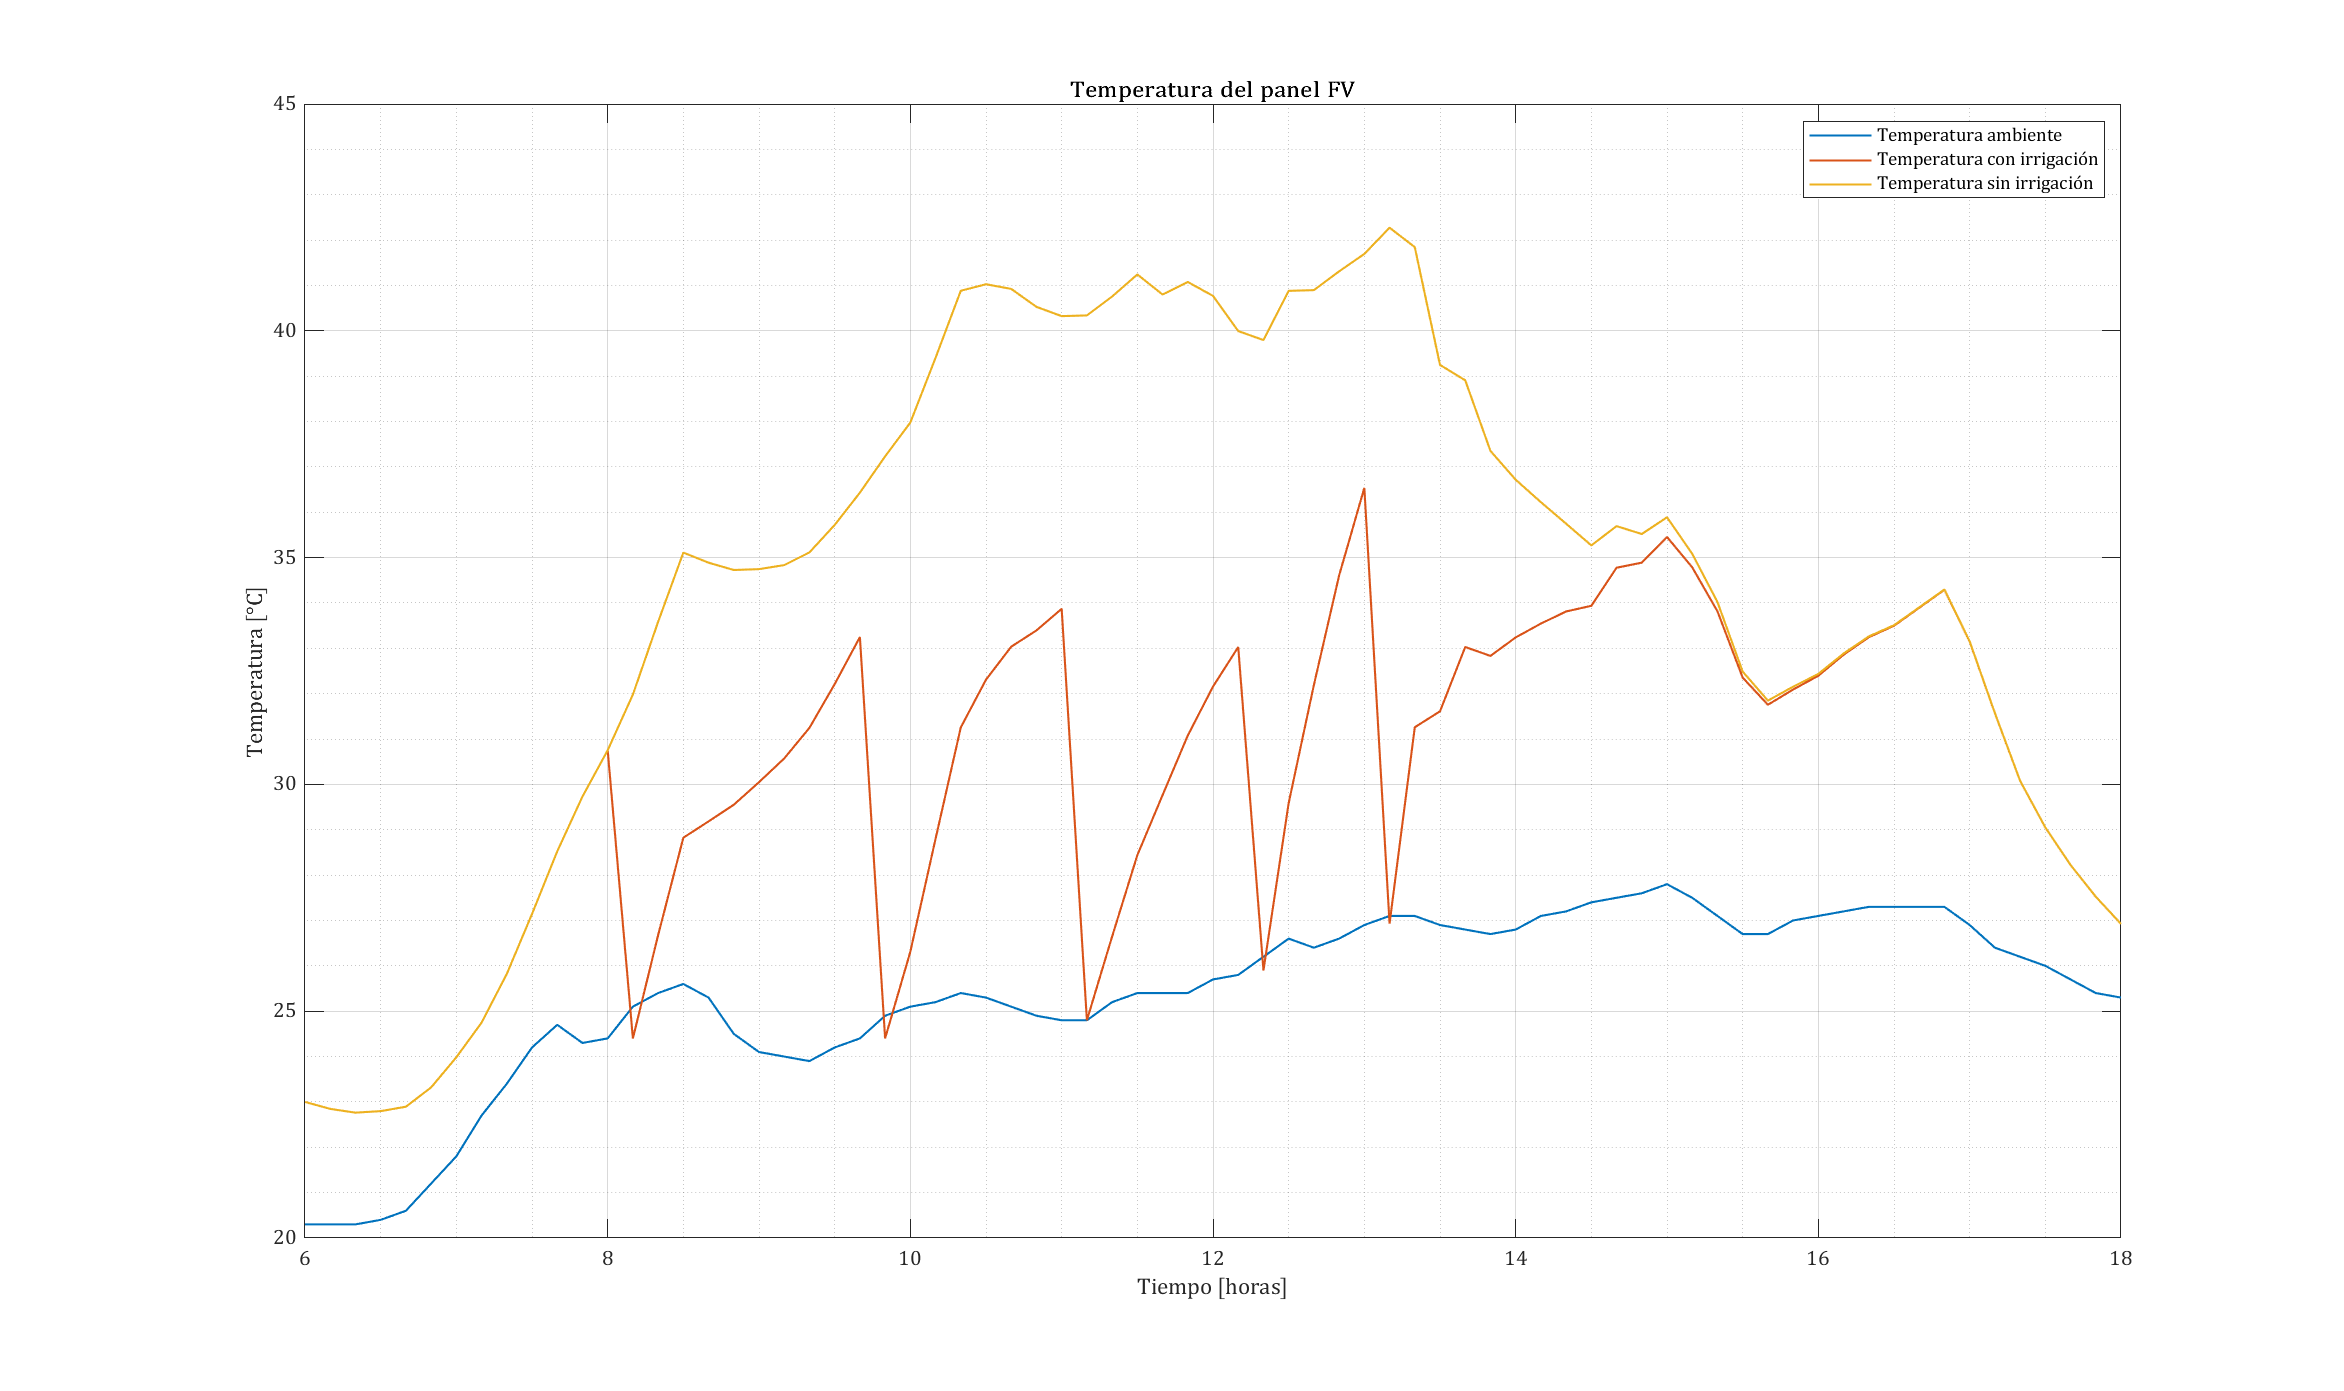 Temperatura del panel FV
45
40
35
30
25
20
Temperatura [°C]
Temperatura ambiente
Temperatura con irrigación
Temperatura sin irrigación
6 8 10 12 14 16 18
Tiempo [horas]